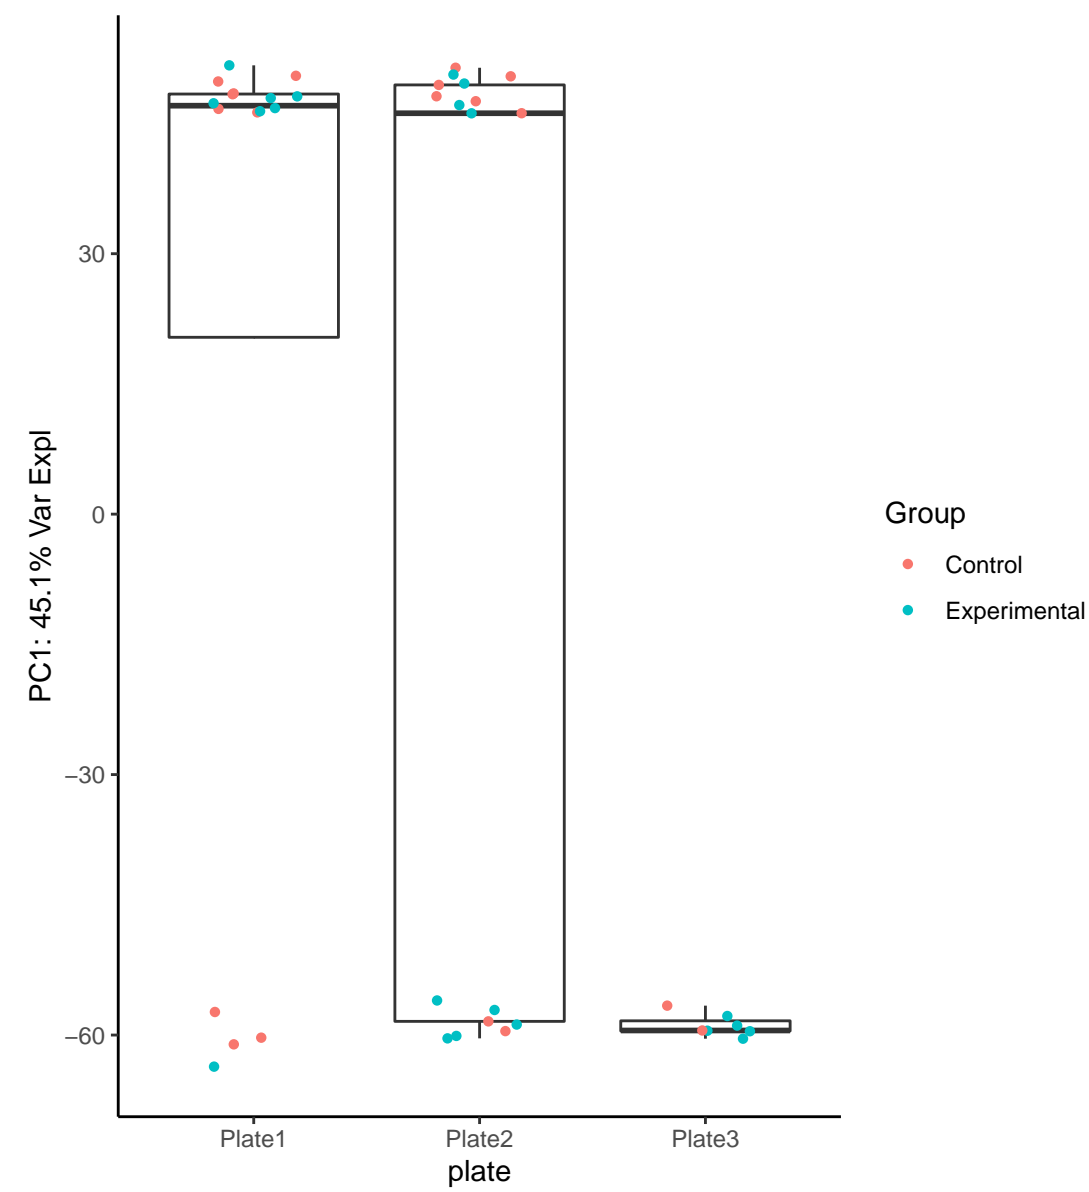 PC1: 45.1% Var Expl
30
0
−30
−60
Plate1
Plate2
Plate3
plate
Group
Control
Experimental